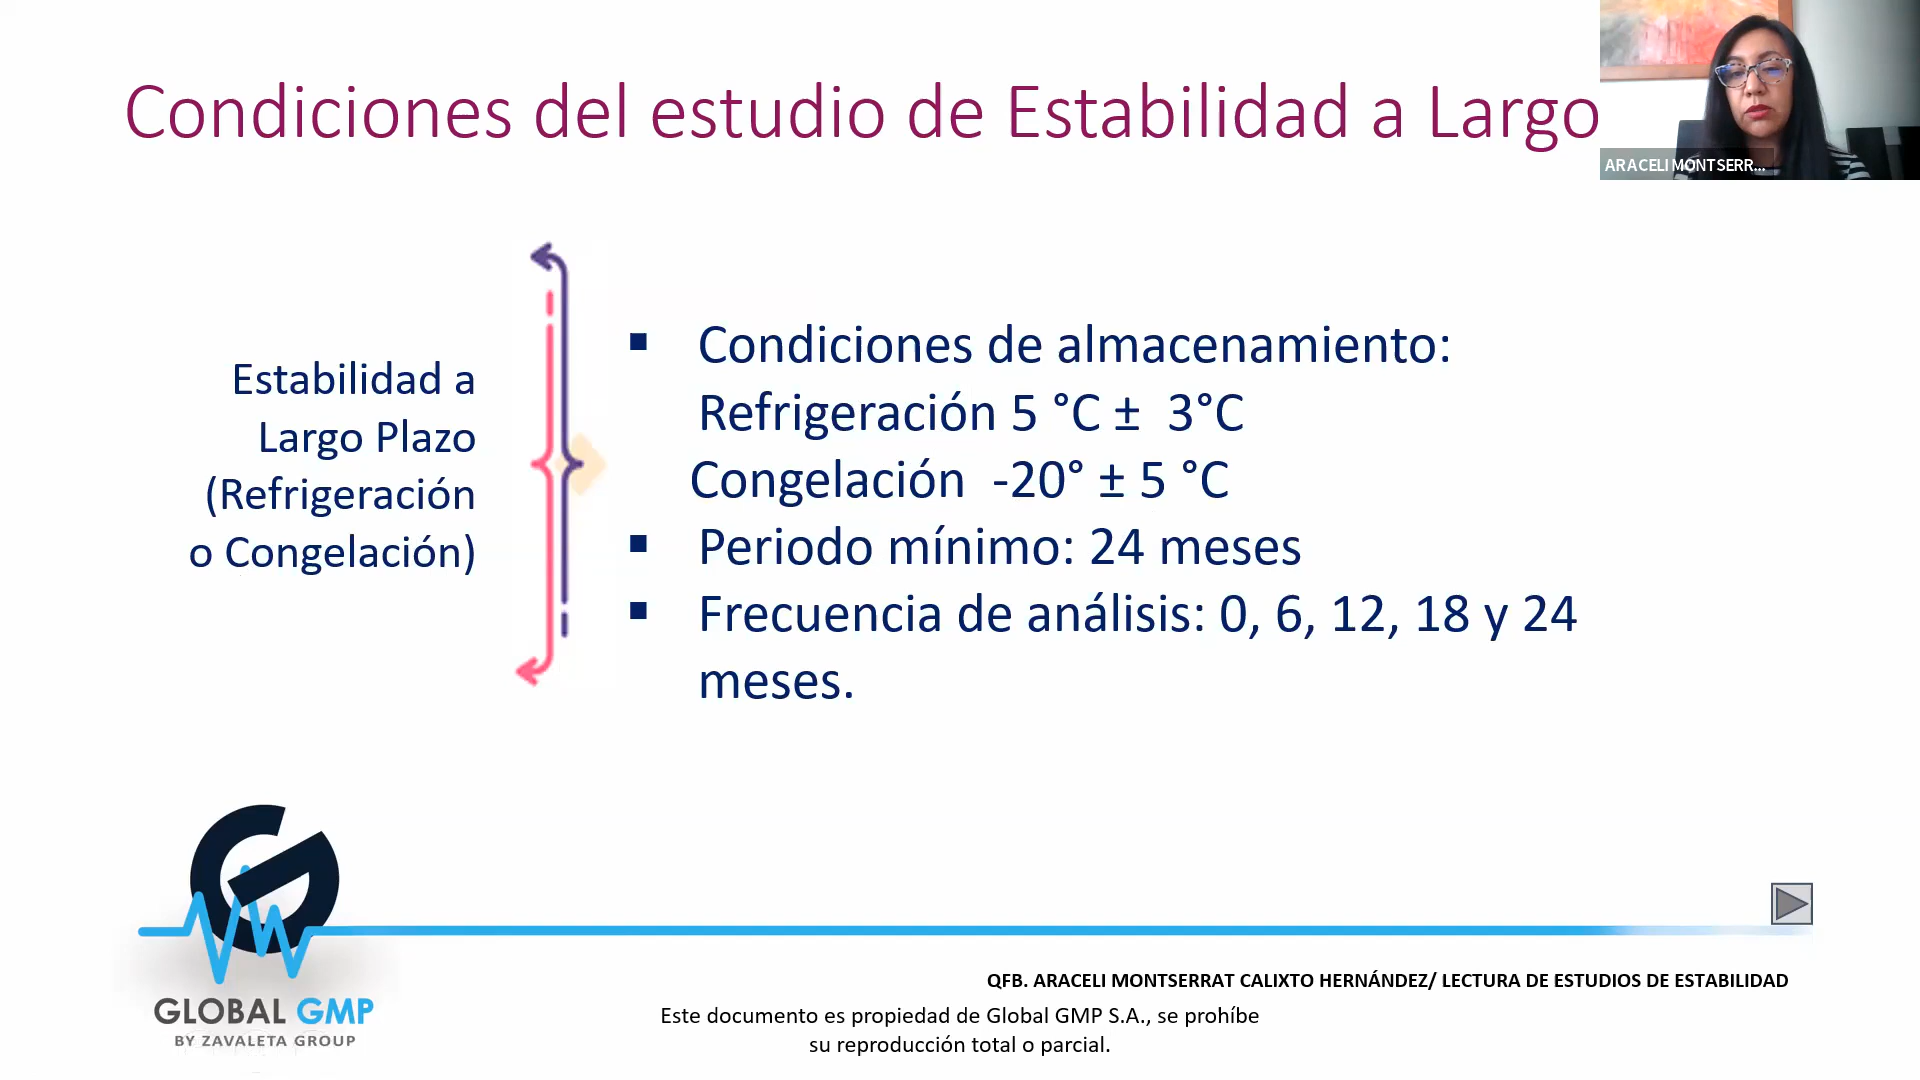 Condiciones del estudio de Estabilidad a Largo
ARACELI MONTSERR...
Estabilidad a
Largo Plazo
(Refrigeración
o Congelación)
▪ Condiciones de almacenamiento:
Refrigeración 5 °C ± 3°C
Congelación -20° ± 5 °C
▪ Periodo mínimo: 24 meses
▪ Frecuencia de análisis: 0, 6, 12, 18 y 24
meses.
GLOBAL GMP
BY ZAVALETA GROUP
QFB. ARACELI MONTSERRAT CALIXTO HERNÁNDEZ/ LECTURA DE ESTUDIOS DE ESTABILIDAD
Este documento es propiedad de Global GMP S.A., se prohíbe
su reproducción total o parcial.